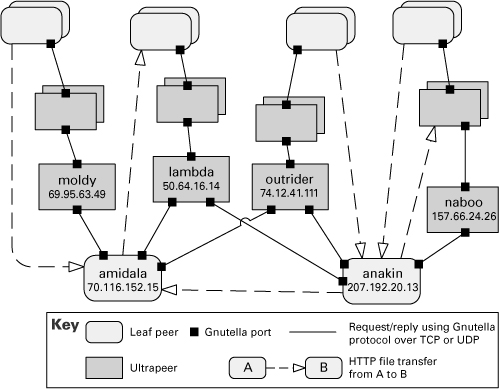 moldy
69.95.63.49
lambda
50.64.16.14
outrider
74.12.41.111
naboo
157.66.24.26
amidala
70.116.152.15
anakin
207.192.20.13
Key
Leaf peer
Gnutella port
Request/reply using Gnutella
protocol over TCP or UDP
Ultrapeer
A
B
HTTP file transfer
from A to B